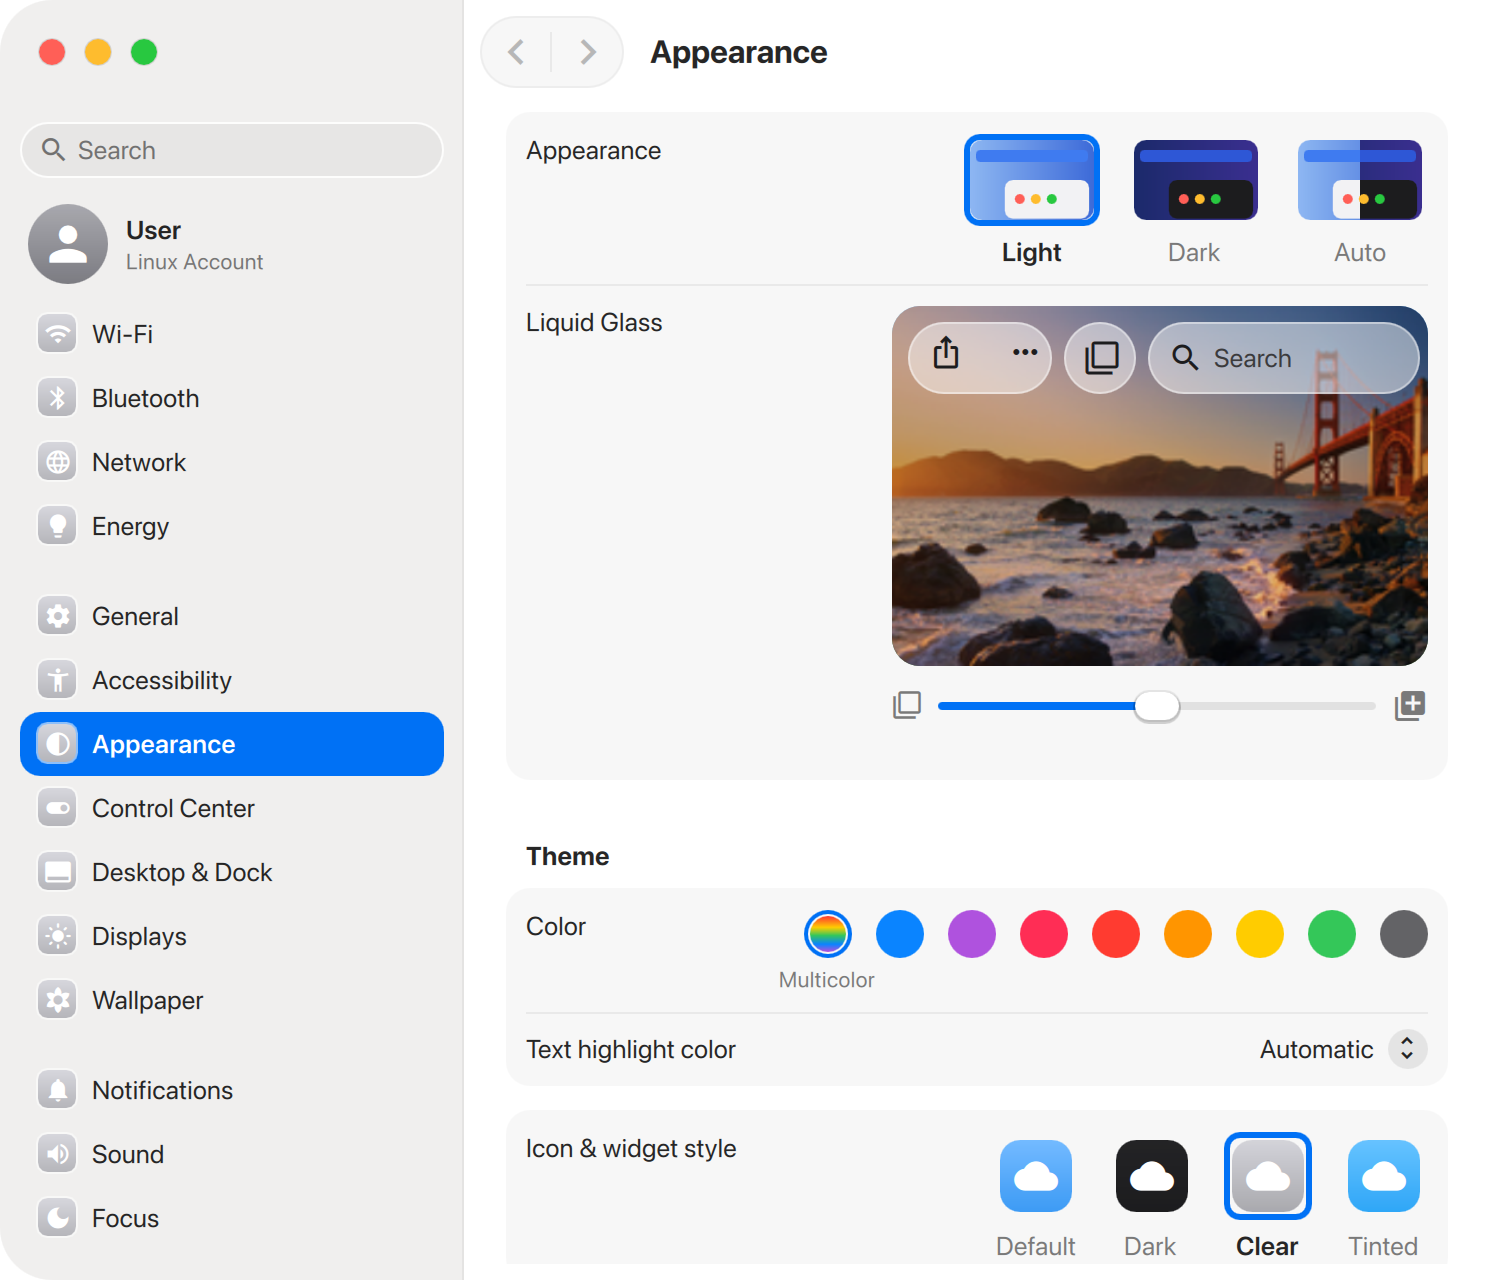 Appearance
Search
User
Linux Account
Wi-Fi
Bluetooth
Network
Energy
General
Accessibility
Appearance
Control Center
Desktop & Dock
Displays
Wallpaper
Notifications
Sound
Focus
Appearance
Light
Dark
Auto
Liquid Glass
Search
Theme
Color
Multicolor
Text highlight color
Automatic
Icon & widget style
Default
Dark
Clear
Tinted